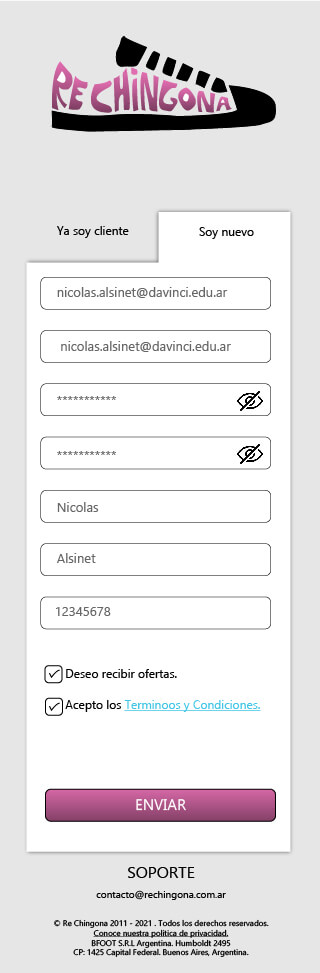 RE CHINGONA
Ya soy cliente
Soy nuevo
nicolas.alsinet@davinci.edu.ar
nicolas.alsinet@davinci.edu.ar
***********
***********
Nicolas
Alsinet
12345678
Deseo recibir ofertas.
Acepto los Terminoos y Condiciones.
ENVIAR
SOPORTE
contacto@rechingona.com.ar
© Re Chingona 2011 - 2021 . Todos los derechos reservados.
Conoce nuestra política de privacidad.
BFOOT S.R.L Argentina. Humboldt 2495
CP: 1425 Capital Federal. Buenos Aires, Argentina.